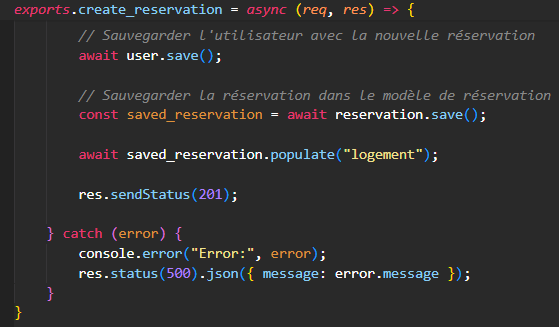 exports.create_reservation = async (req, res) => {
// Sauvegarder l'utilisateur avec la nouvelle réservation
await user.save();
// Sauvegarder la réservation dans le modèle de réservation
const saved_reservation = await reservation.save();
await saved_reservation.populate("logement");
res.sendStatus(201);
} catch (error) {
console.error("Error:", error);
res.status(500).json({ message: error.message });
}
}